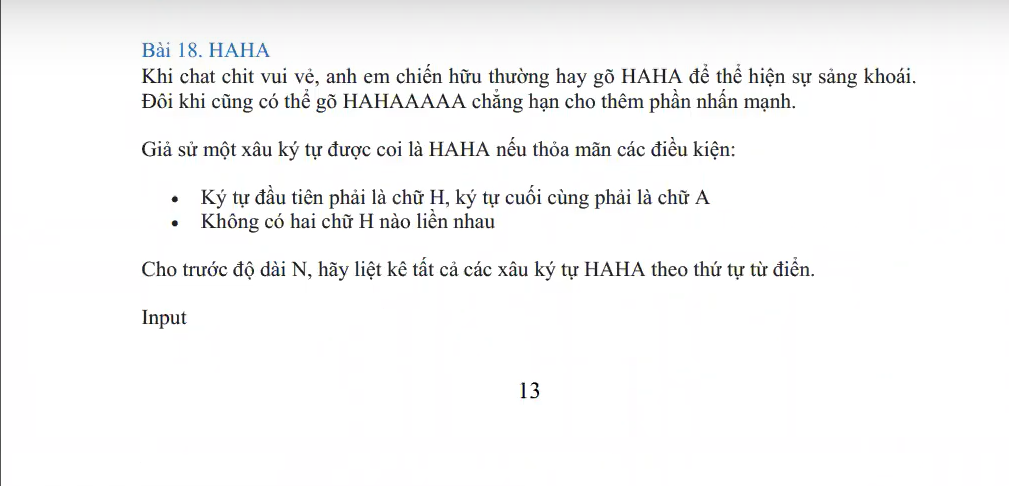 Bài 18. HAHA
Khi chat chit vui vẻ, anh em chiến hữu thường hay gõ HAHA để thể hiện sự sảng khoái.
Đôi khi cũng có thể gõ HAHAAAAA chẳng hạn cho thêm phần nhấn mạnh.
Giả sử một xâu ký tự được coi là HAHA nếu thỏa mãn các điều kiện:
• Ký tự đầu tiên phải là chữ H, ký tự cuối cùng phải là chữ A
• Không có hai chữ H nào liền nhau
Cho trước độ dài N, hãy liệt kê tất cả các xâu ký tự HAHA theo thứ tự từ điển.
Input
13